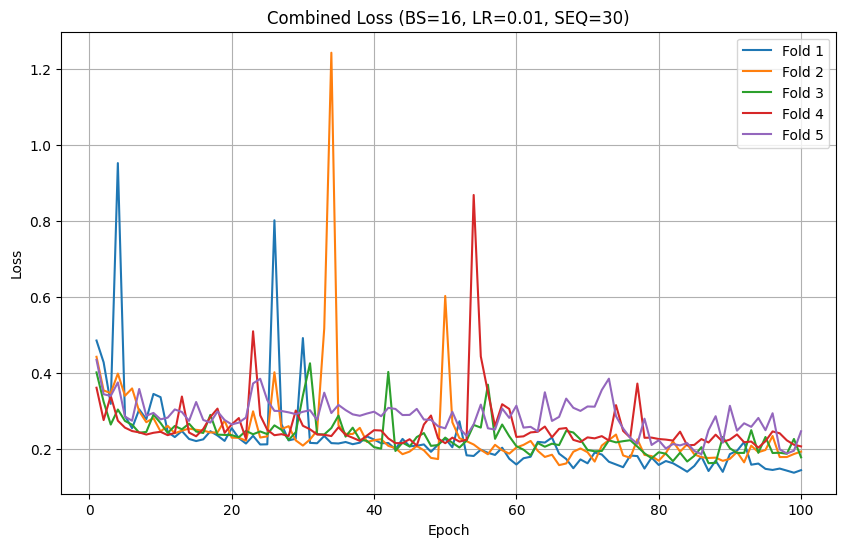 Combined Loss (BS=16, LR=0.01, SEQ=30)
Fold 1
Fold 2
Fold 3
Fold 4
Fold 5
Loss
1.2
1.0
0.8
0.6
0.4
0.2
0 20 40 60 80 100
Epoch